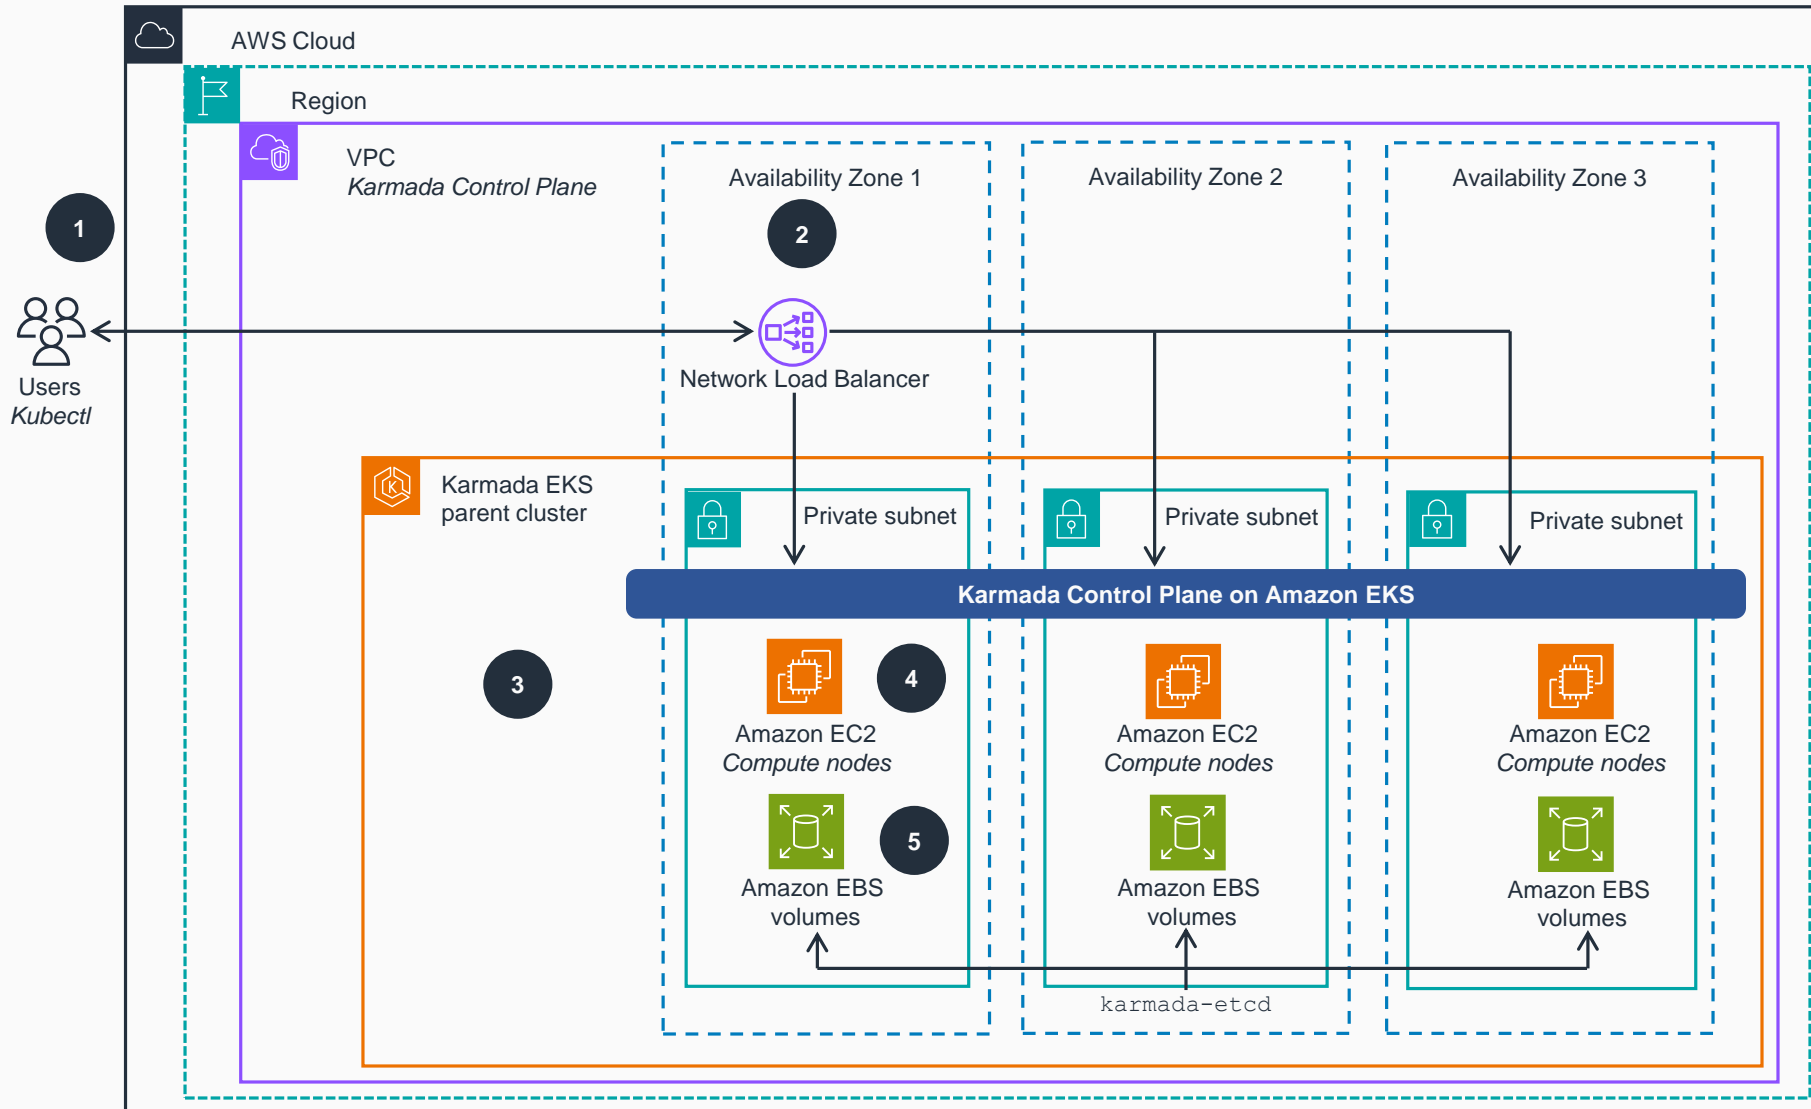 AWS Cloud
Region
VPC
Karmada Control Plane
Availability Zone 1
Availability Zone 2
Availability Zone 3
1
2
Users
Kubectl
Network Load Balancer
Karmada EKS
parent cluster
Private subnet
Private subnet
Private subnet
Karmada Control Plane on Amazon EKS
3
4
Amazon EC2
Compute nodes
Amazon EC2
Compute nodes
Amazon EC2
Compute nodes
5
Amazon EBS
volumes
Amazon EBS
volumes
Amazon EBS
volumes
karmada-etcd